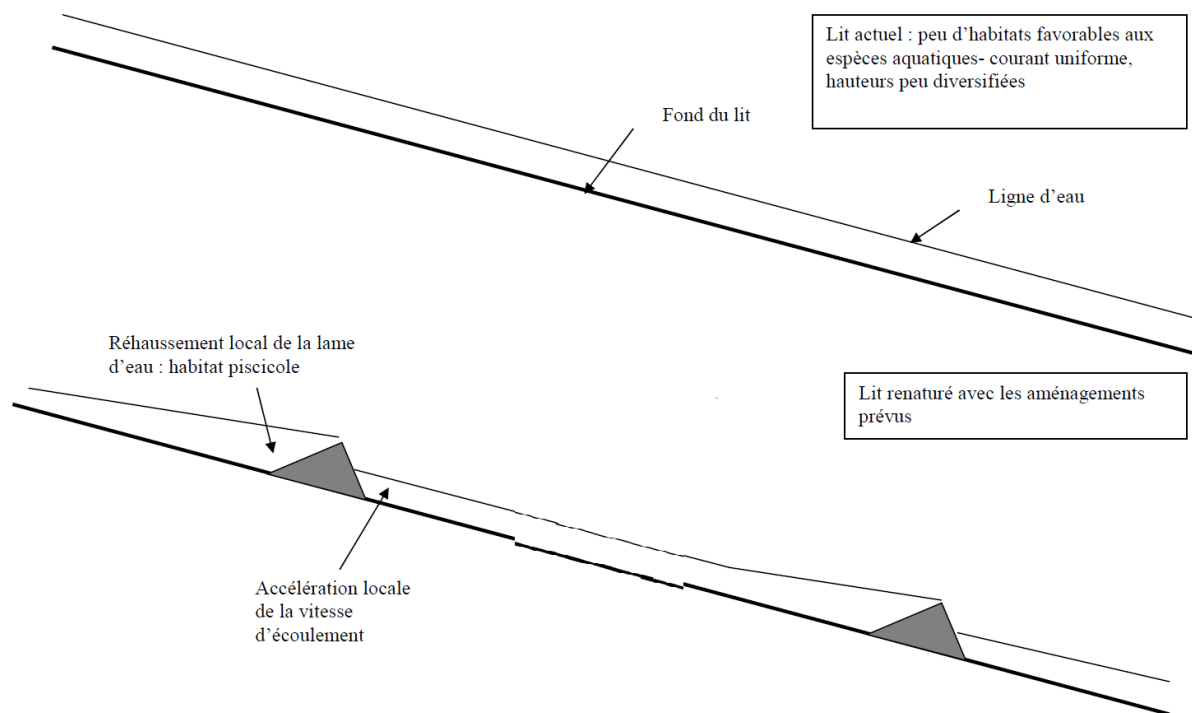 Lit actuel : peu d'habitats favorables aux
espèces aquatiques- courant uniforme,
hauteurs peu diversifiées
Fond du lit
Ligne d'eau
Réhaussement local de la lame
d'eau : habitat piscicole
Lit renaturé avec les aménagements
prévus
Accélération locale
de la vitesse
d'écoulement